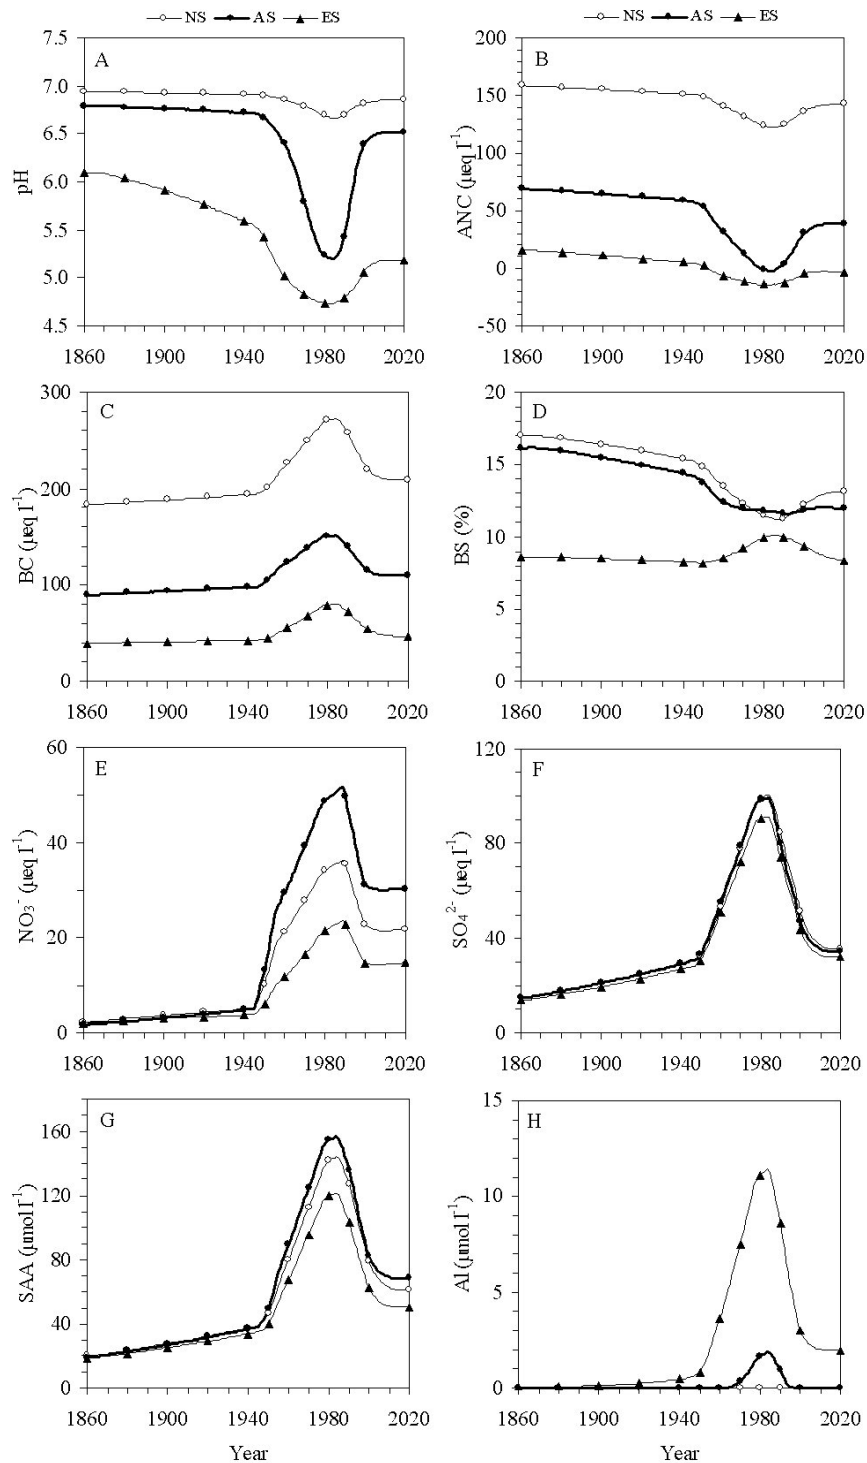 NS AS ES
NS AS ES
A
7.5
7.0
6.5
6.0
5.5
5.0
4.5
pH
1860 1900 1940 1980 2020
B
200
150
100
50
0
-50
ANC (µeq l⁻¹)
1860 1900 1940 1980 2020
C
300
200
100
0
BC (µeq l⁻¹)
1860 1900 1940 1980 2020
D
20
15
10
5
0
BS (%)
1860 1900 1940 1980 2020
E
60
40
20
0
NO₃⁻ (µeq l⁻¹)
1860 1900 1940 1980 2020
F
120
80
40
0
SO₄²⁻ (µeq l⁻¹)
1860 1900 1940 1980 2020
G
160
120
80
40
0
SAA (µmol l⁻¹)
1860 1900 1940 1980 2020
Year
H
15
11
6
2
0
Al (µmol l⁻¹)
1860 1900 1940 1980 2020
Year